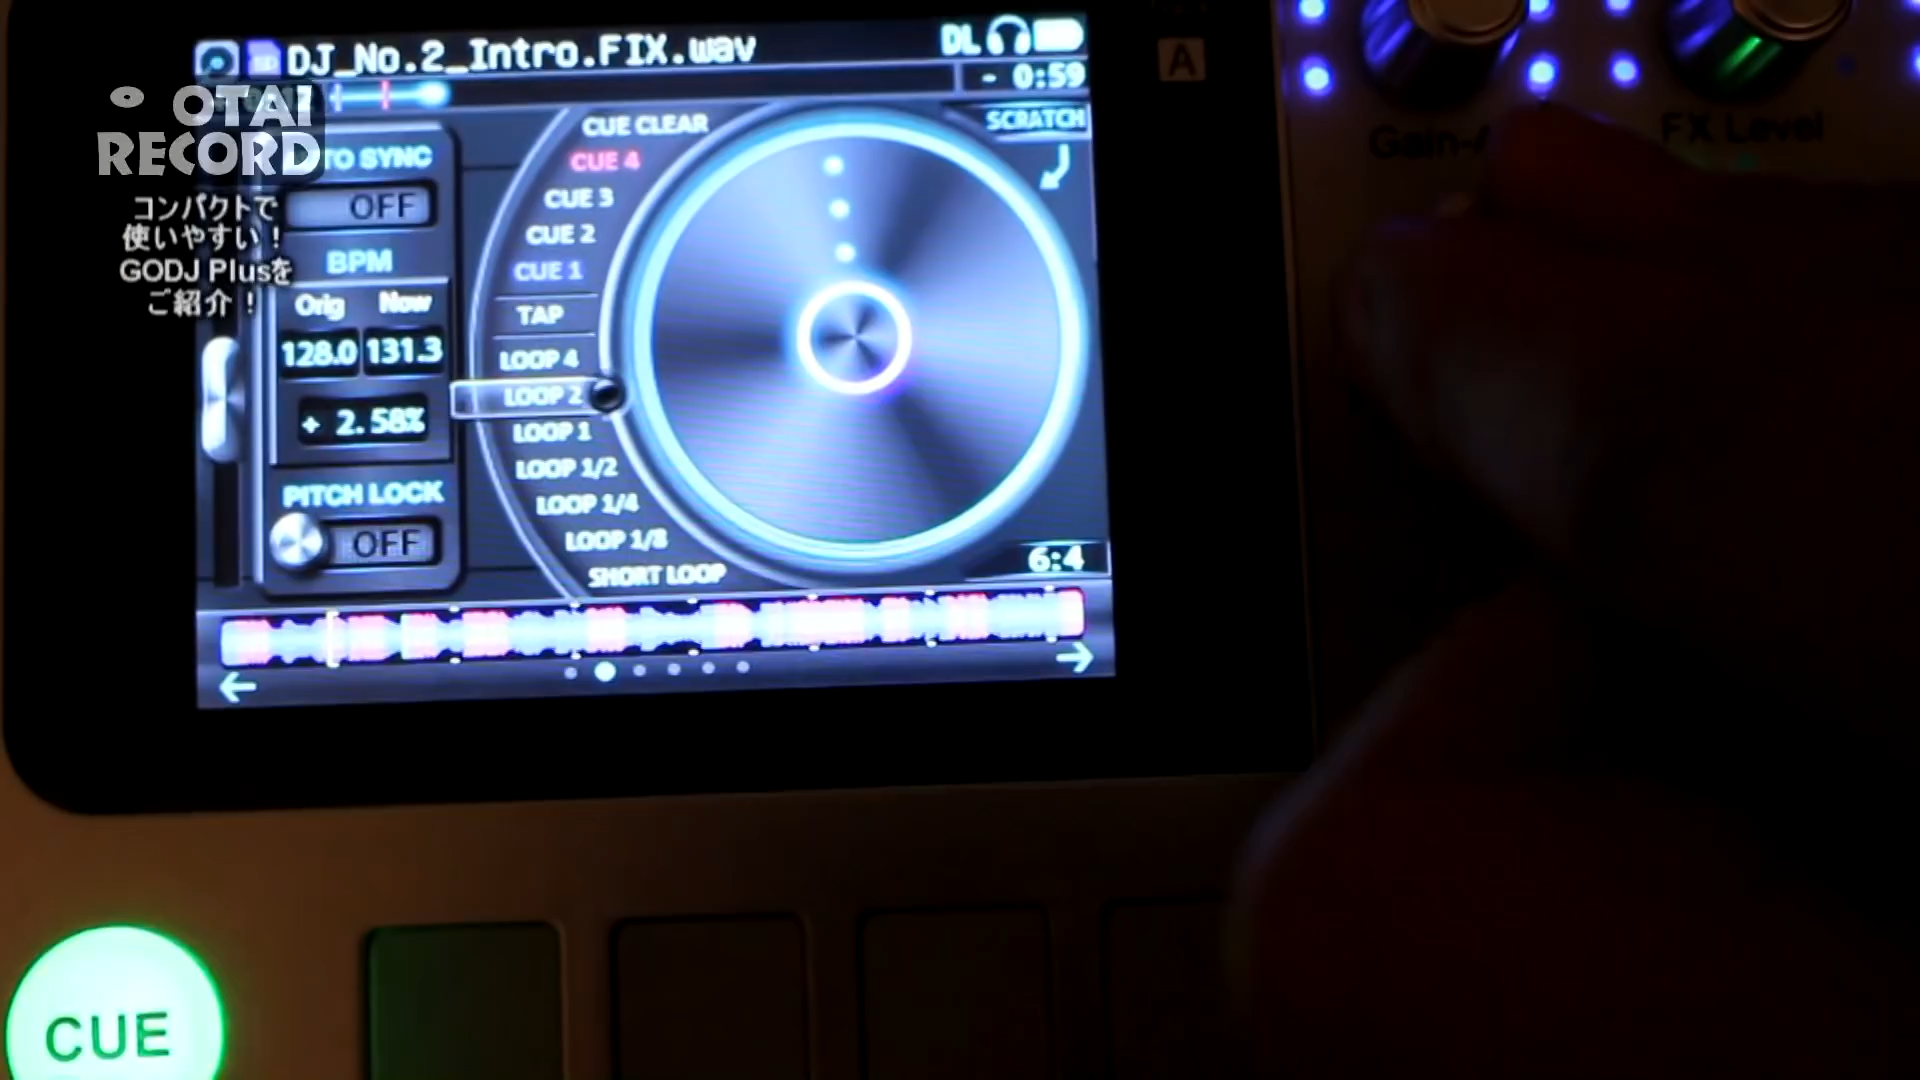 DJ_No.2_Intro.FIX.wav
DL
- 0:59
A
OTAI
RECORD
コンパクトで
使いやすい！
GODJ Plusを
ご紹介！
TO SYNC
OFF
BPM
Orig Now
128.0 131.3
+ 2.58%
PITCH LOCK
OFF
CUE CLEAR
CUE 4
CUE 3
CUE 2
CUE 1
TAP
LOOP 4
LOOP 2
LOOP 1
LOOP 1/2
LOOP 1/4
LOOP 1/8
SHORT LOOP
SCRATCH
6:4
Gain-
FX Level
CUE